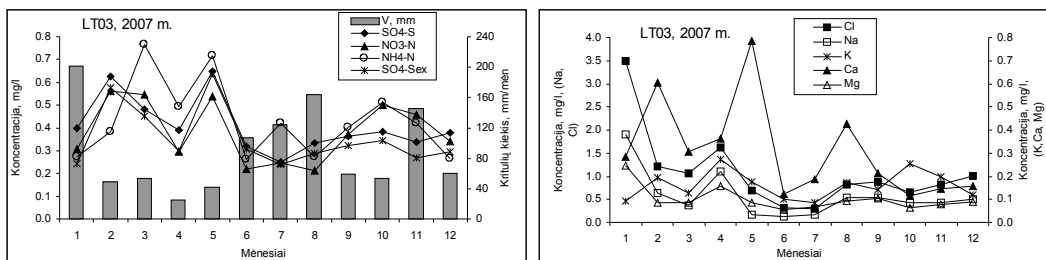 LT03, 2007 m.
V, mm
SO4-S
NO3-N
NH4-N
SO4-Sex
Koncentracija, mg/l
0.8
0.7
0.6
0.5
0.4
0.3
0.2
0.1
0.0
240
200
160
120
80
40
0
Kritulių kiekis, mm/mėn
1 2 3 4 5 6 7 8 9 10 11 12
Mėnesiai
LT03, 2007 m.
Cl
Na
K
Ca
Mg
Koncentracija, mg/l, (Na, Cl)
4.0
3.5
3.0
2.5
2.0
1.5
1.0
0.5
0.0
0.8
0.7
0.6
0.5
0.4
0.3
0.2
0.1
0.0
Koncentracija, mg/l, (K, Ca, Mg)
1 2 3 4 5 6 7 8 9 10 11 12
Mėnesiai